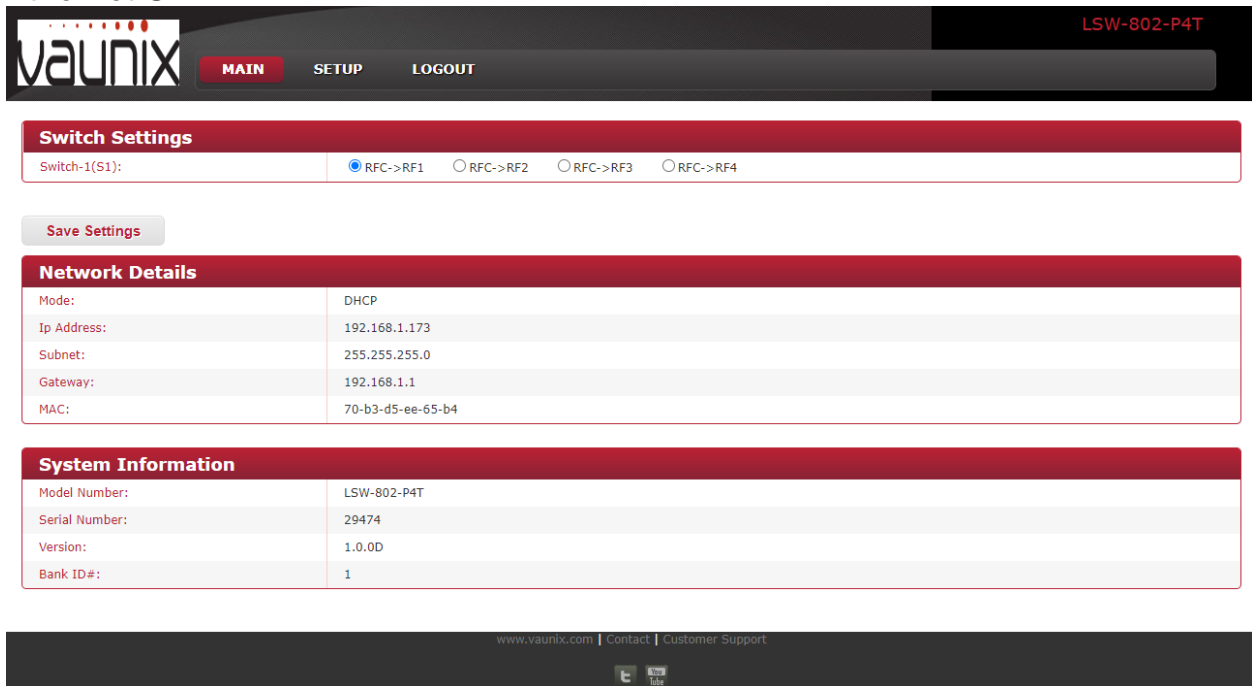 LSW-802-P4T
vaunix
MAIN SETUP LOGOUT
Switch Settings
Switch-1(S1): RFC->RF1 RFC->RF2 RFC->RF3 RFC->RF4
Save Settings
Network Details
Mode: DHCP
Ip Address: 192.168.1.173
Subnet: 255.255.255.0
Gateway: 192.168.1.1
MAC: 70-b3-d5-ee-65-b4
System Information
Model Number: LSW-802-P4T
Serial Number: 29474
Version: 1.0.0D
Bank ID#: 1
www.vaunix.com | Contact | Customer Support
t You
Tube